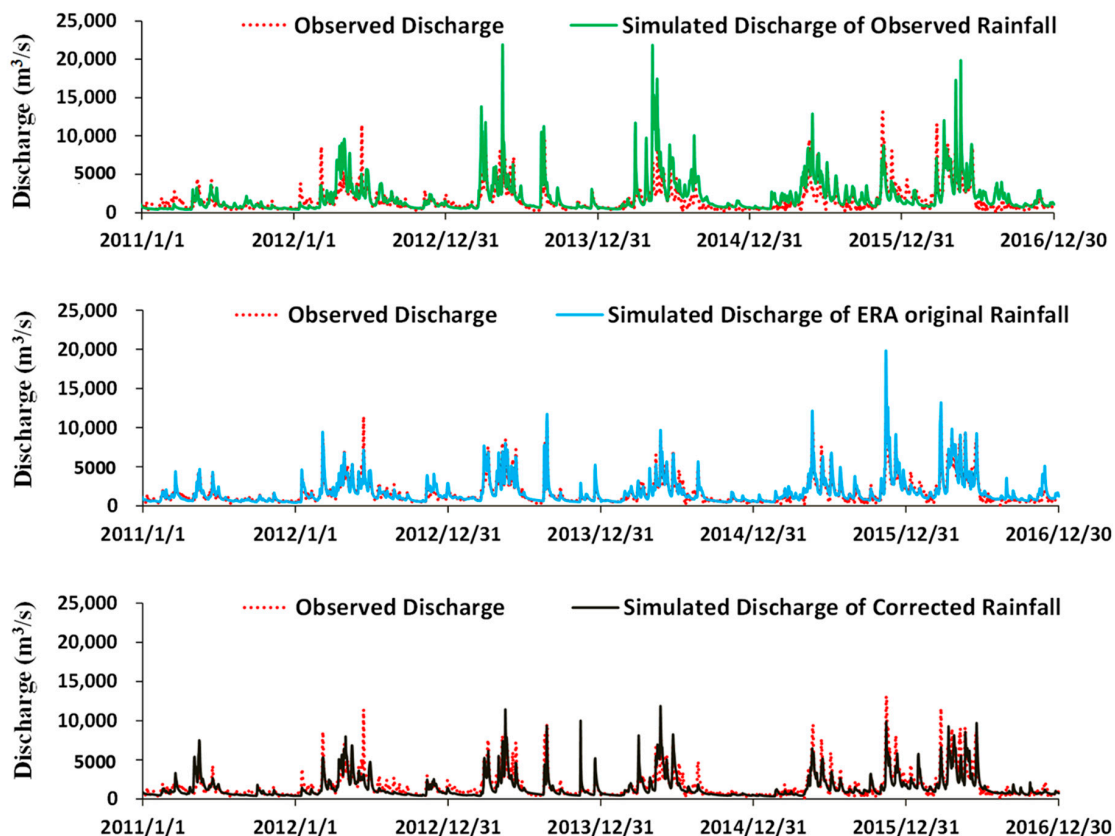 Observed Discharge Simulated Discharge of Observed Rainfall
Discharge (m³/s)
25,000
20,000
15,000
10,000
5000
0
2011/1/1 2012/1/1 2012/12/31 2013/12/31 2014/12/31 2015/12/31 2016/12/30
Observed Discharge Simulated Discharge of ERA original Rainfall
Discharge (m³/s)
25,000
20,000
15,000
10,000
5000
0
2011/1/1 2012/1/1 2012/12/31 2013/12/31 2014/12/31 2015/12/31 2016/12/30
Observed Discharge Simulated Discharge of Corrected Rainfall
Discharge (m³/s)
25,000
20,000
15,000
10,000
5000
0
2011/1/1 2012/1/1 2012/12/31 2013/12/31 2014/12/31 2015/12/31 2016/12/30